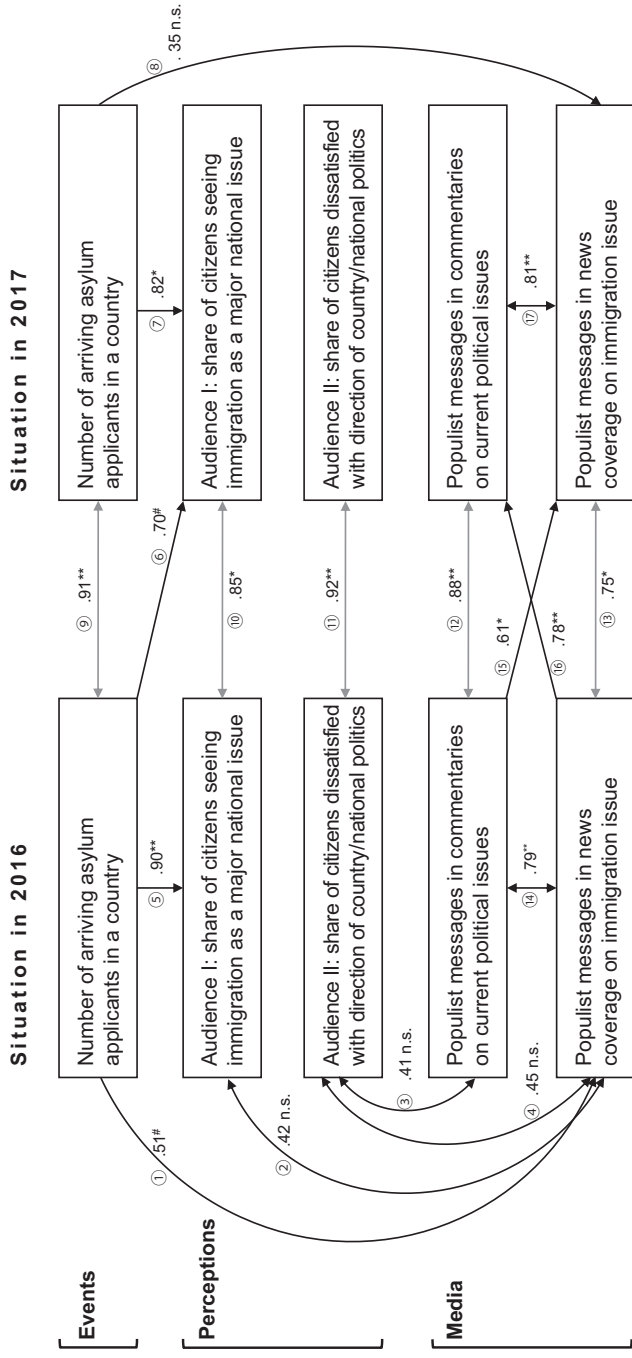 Situation in 2016
Situation in 2017
Events
Perceptions
Media
Number of arriving asylum
applicants in a country
Audience I: share of citizens seeing
immigration as a major national issue
Audience II: share of citizens dissatisfied
with direction of country/national politics
Populist messages in commentaries
on current political issues
Populist messages in news
coverage on immigration issue
Number of arriving asylum
applicants in a country
Audience I: share of citizens seeing
immigration as a major national issue
Audience II: share of citizens dissatisfied
with direction of country/national politics
Populist messages in commentaries
on current political issues
Populist messages in news
coverage on immigration issue
① .51#
② .42 n.s.
③ .41 n.s.
④ .45 n.s.
⑤ .90**
⑥ .70#
⑦ .82*
⑧ .35 n.s.
⑨ .91**
⑩ .85*
⑪ .92**
⑫ .88**
⑬ .75*
⑭ .79**
⑮ .61*
⑯ .78**
⑰ .81**